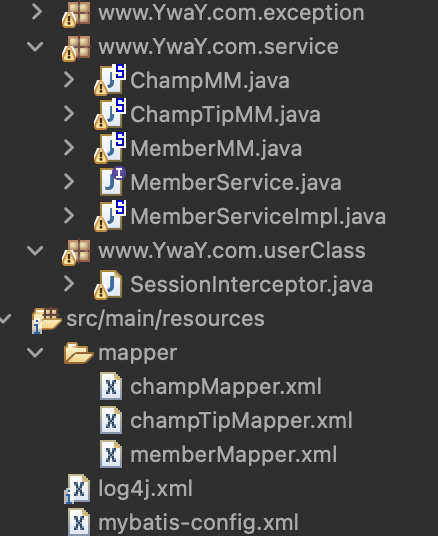 www.YwaY.com.exception
www.YwaY.com.service
ChampMM.java
ChampTipMM.java
MemberMM.java
MemberService.java
MemberServiceImpl.java
www.YwaY.com.userClass
SessionInterceptor.java
src/main/resources
mapper
champMapper.xml
champTipMapper.xml
memberMapper.xml
log4j.xml
mybatis-config.xml